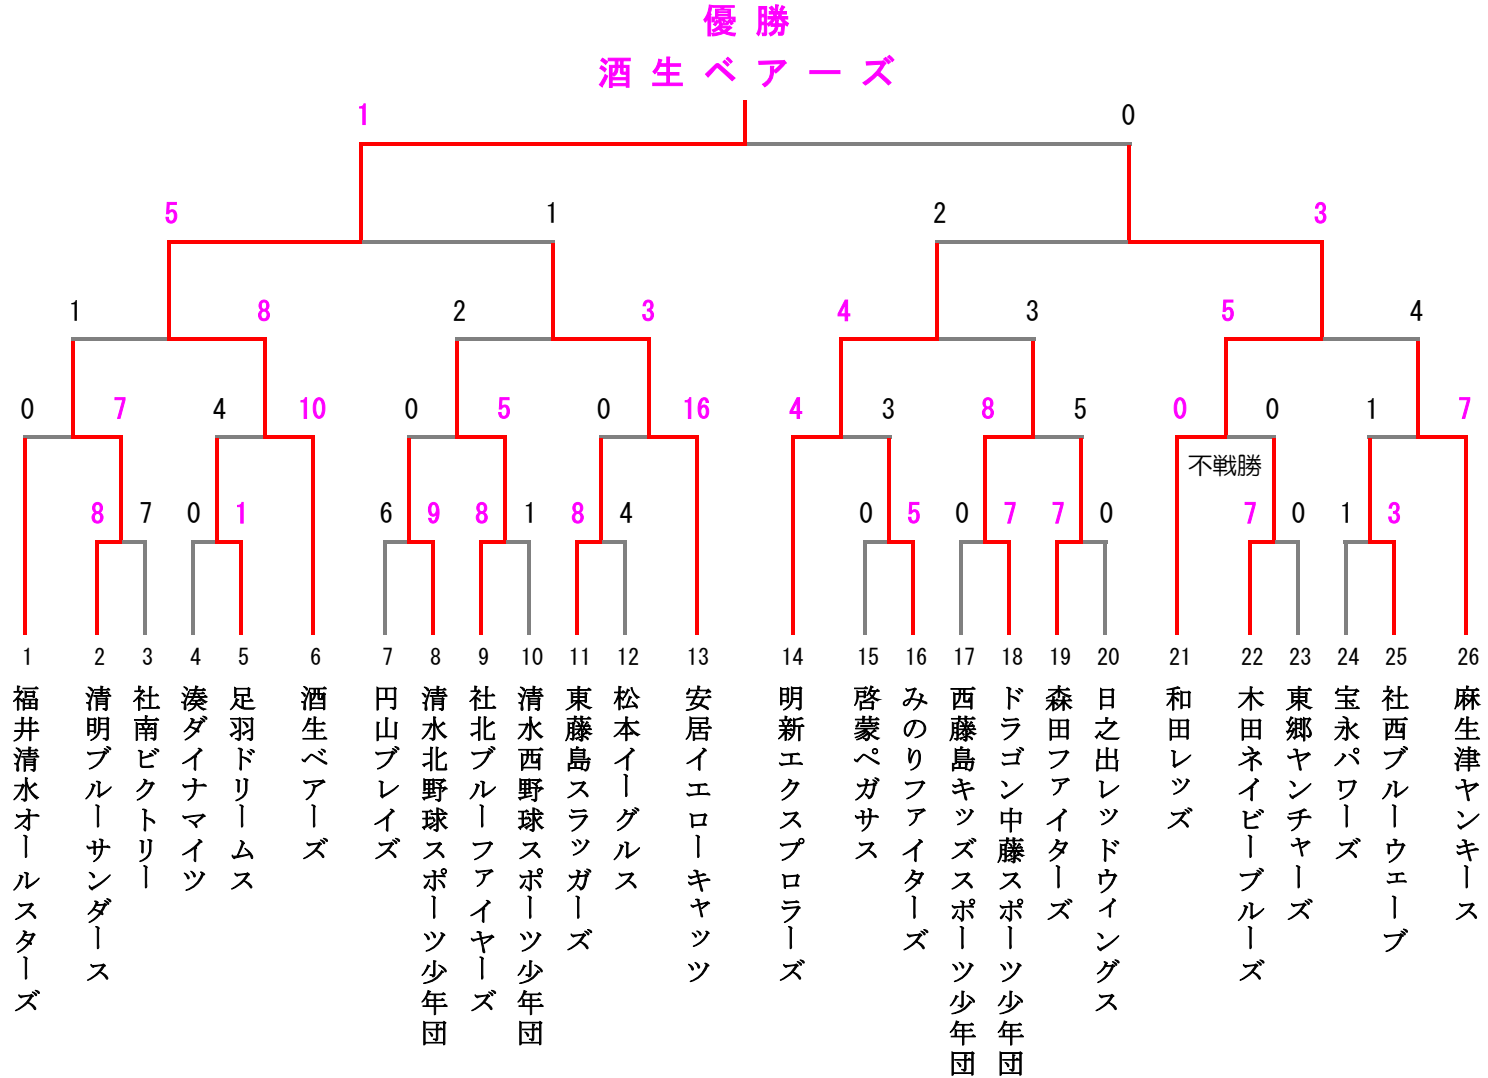 優勝
酒生ベアーズ
1 0
5 1 2 3
1 8 2 3 4 3 5 4
0 7 4 10 0 5 0 16 4 3 8 5 0 0 1 7
不戦勝
8 7 0 1 6 9 8 1 8 4 0 5 0 7 7 0 7 0 1 3
1 2 3 4 5 6 7 8 9 10 11 12 13 14 15 16 17 18 19 20 21 22 23 24 25 26
福井清水オールスターズ
清明ブルーサンダース
社南ビクトリー
湊ダイナマイツ
足羽ドリームス
酒生ベアーズ
円山ブレイズ
清水北野球スポーツ少年団
社北ブルーファイヤーズ
清水西野球スポーツ少年団
東藤島スラッガーズ
松本イーグルス
安居イエローキャッツ
明新エクスプロラーズ
啓蒙ペガサス
みのりファイターズ
西藤島キッズスポーツ少年団
ドラゴン中藤スポーツ少年団
森田ファイターズ
日之出レッドウィングス
和田レッズ
木田ネイビーブルーズ
東郷ヤンチャーズ
宝永パワーズ
社西ブルーウェーブ
麻生津ヤンキース